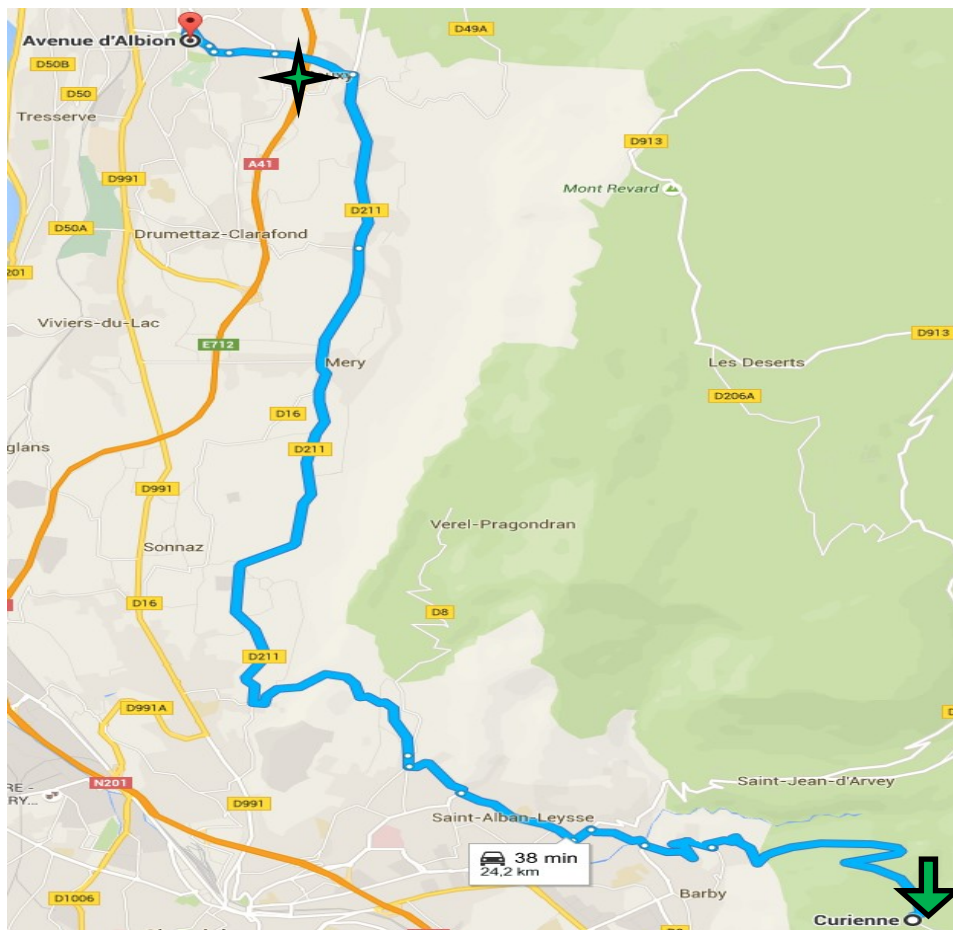 Avenue d'Albion
D49A
D50B
D50
Tresserve
D913
A41
D991
Mont Revard
D211
D50A
Drumettaz-Clarafond
201
Viviers-du-Lac
E712
D913
Mery
Les Deserts
D206A
D16
D211
glans
D991
Verel-Pragondran
Sonnaz
D16
D8
D211
D991A
N201
RE -
RY...
Saint-Jean-d'Arvey
D991
Saint-Alban-Leysse
38 min
24,2 km
Barby
D1006
Curienne